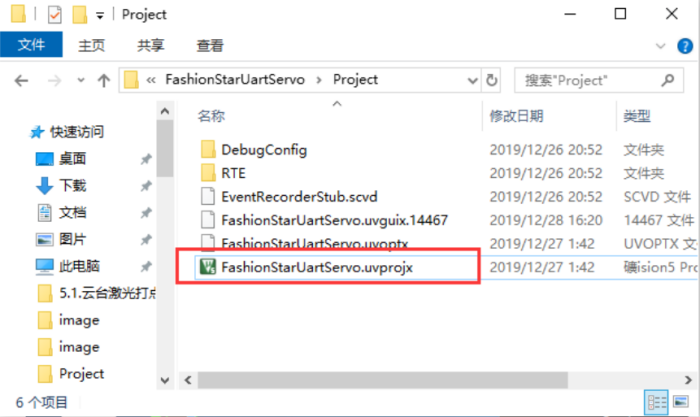 Project
文件 主页 共享 查看
« FashionStarUartServo › Project 搜索"Project"
名称 修改日期 类型
快速访问
桌面
下载
文档
图片
此电脑
5.1.云台激光打点
image
image
Project
DebugConfig 2019/12/26 20:52 文件夹
RTE 2019/12/26 20:52 文件夹
EventRecorderStub.scvd 2019/12/26 20:52 SCVD 文件
FashionStarUartServo.uvguix.14467 2019/12/28 16:20 14467 文件
FashionStarUartServo.uvoptx 2019/12/27 1:42 UVOPTX 文
FashionStarUartServo.uvprojx 2019/12/27 1:42 礦ision5 Pro
6 个项目